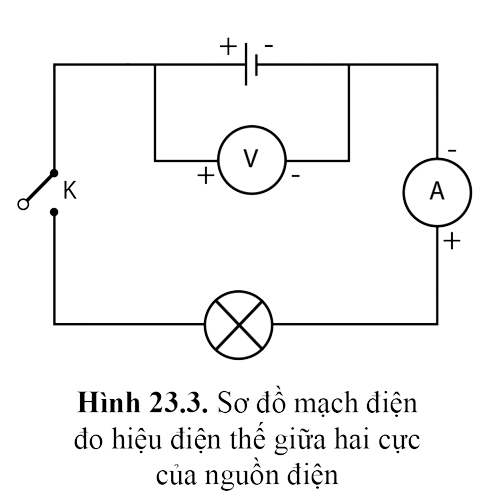 + -
V
+ -
K
-
A
+
Hình 23.3. Sơ đồ mạch điện
đo hiệu điện thế giữa hai cực
của nguồn điện